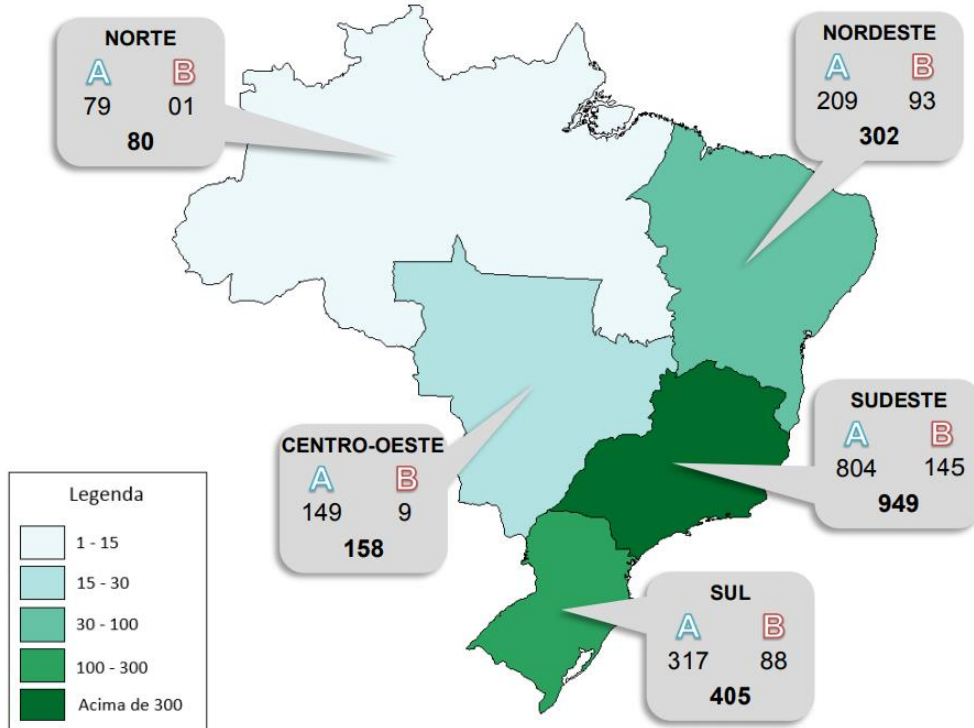 NORTE
A B
79 01
80
NORDESTE
A B
209 93
302
CENTRO-OESTE
A B
149 9
158
SUDESTE
A B
804 145
949
SUL
A B
317 88
405
Legenda
1 - 15
15 - 30
30 - 100
100 - 300
Acima de 300